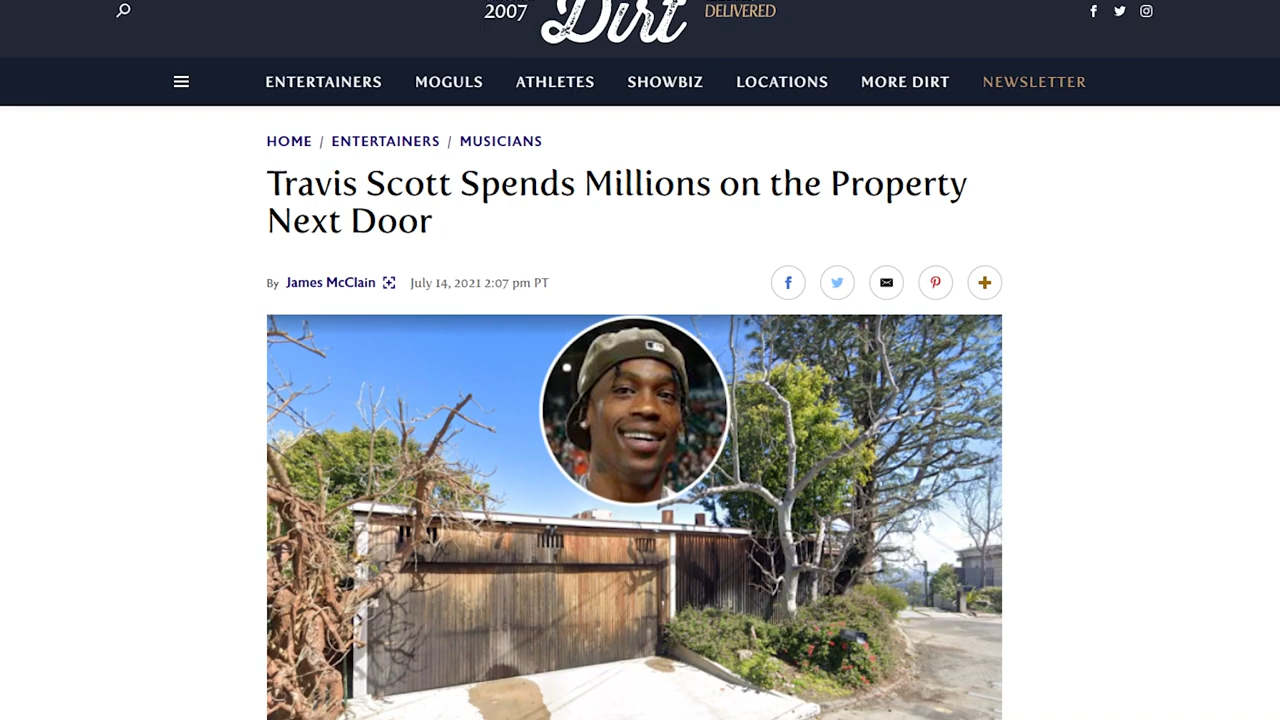 2007 Dirt DELIVERED
ENTERTAINERS MOGULS ATHLETES SHOWBIZ LOCATIONS MORE DIRT NEWSLETTER
HOME / ENTERTAINERS / MUSICIANS
Travis Scott Spends Millions on the Property
Next Door
By James McClain July 14, 2021 2:07 pm PT